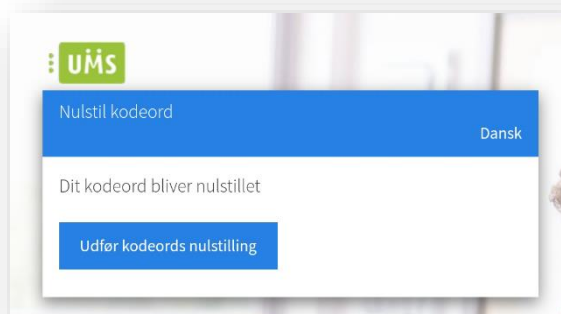 UMS
Nulstil kodeord
Dansk
Dit kodeord bliver nulstillet
Udfør kodeords nulstilling